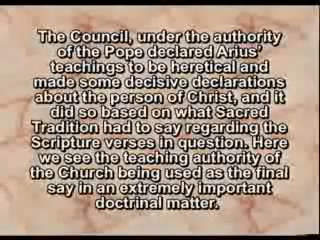 The Council, under the authority
of the Pope declared Arius'
teachings to be heretical and
made some decisive declarations
about the person of Christ, and it
did so based on what Sacred
Tradition had to say regarding the
Scripture verses in question. Here
we see the teaching authority of
the Church being used as the final
say in an extremely important
doctrinal matter.